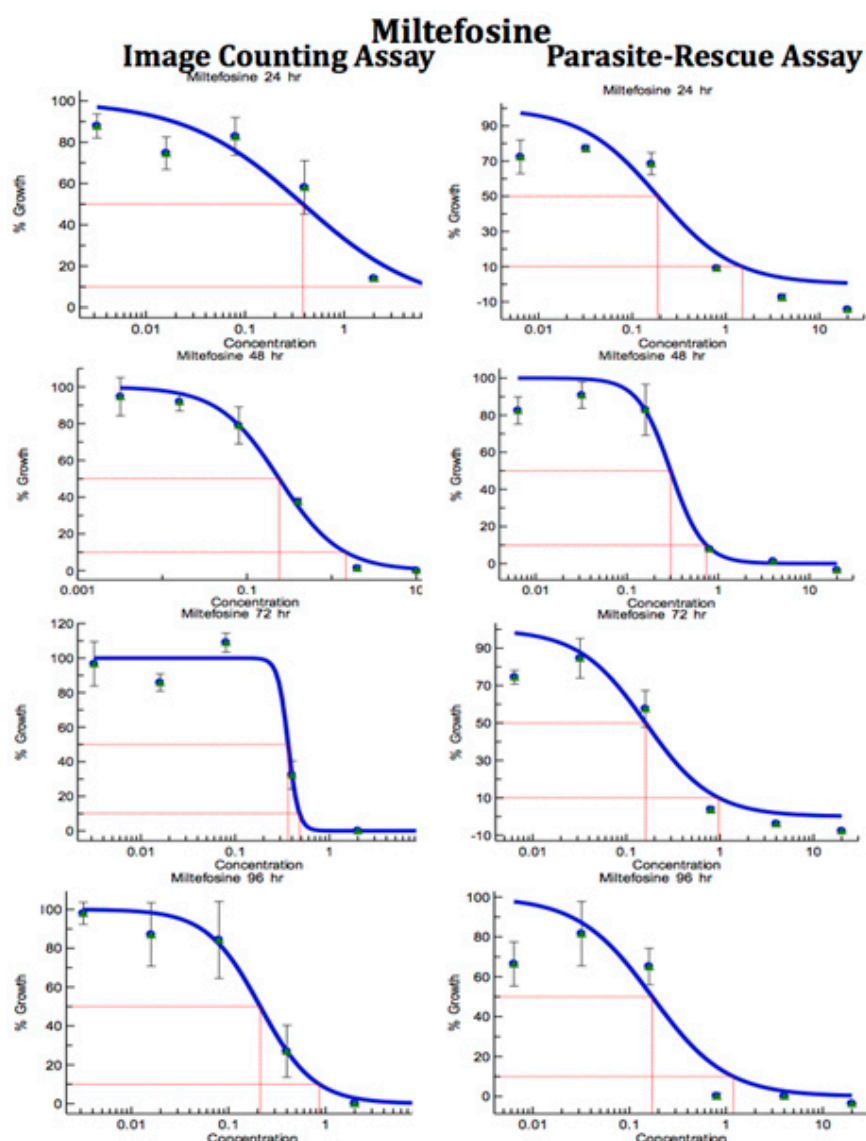 Miltefosine
Image Counting Assay Parasite-Rescue Assay
Miltefosine 24 hr
% Growth
100
80
60
40
20
0
0.01 0.1 1
Concentration
Miltefosine 24 hr
% Growth
90
70
50
30
10
-10
0.01 0.1 1 10
Concentration
Miltefosine 48 hr
% Growth
100
80
60
40
20
0
0.001 0.1 10
Concentration
Miltefosine 48 hr
% Growth
100
80
60
40
20
0
0.01 0.1 1 10
Concentration
Miltefosine 72 hr
% Growth
120
100
80
60
40
20
0
0.01 0.1 1
Concentration
Miltefosine 72 hr
% Growth
90
70
50
30
10
-10
0.01 0.1 1 10
Concentration
Miltefosine 96 hr
% Growth
100
80
60
40
20
0
0.01 0.1 1
Concentration
Miltefosine 96 hr
% Growth
100
80
60
40
20
0
0.01 0.1 1 10
Concentration